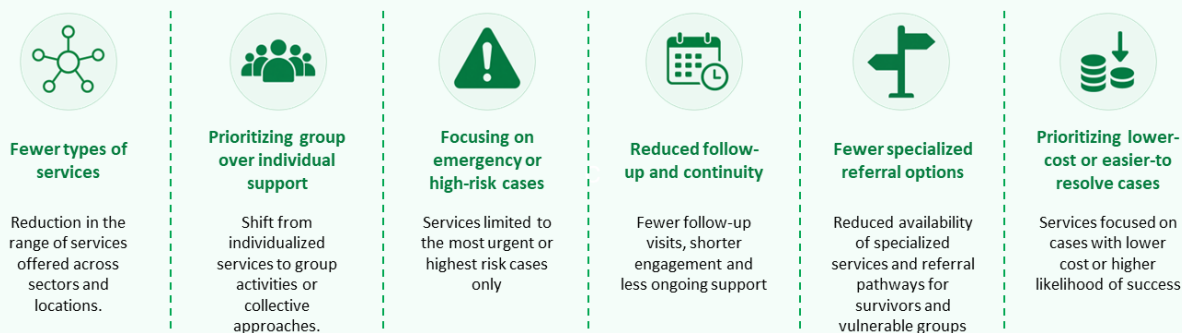 Fewer types of
services
Reduction in the
range of services
offered across
sectors and
locations.
Prioritizing group
over individual
support
Shift from
individualized
services to group
activities or
collective
approaches.
Focusing on
emergency or
high-risk cases
Services limited to
the most urgent or
highest risk cases
only
Reduced follow-
up and continuity
Fewer follow-up
visits, shorter
engagement and
less ongoing support
Fewer specialized
referral options
Reduced availability
of specialized
services and referral
pathways for
survivors and
vulnerable groups
Prioritizing lower-
cost or easier-to
resolve cases
Services focused on
cases with lower
cost or higher
likelihood of success